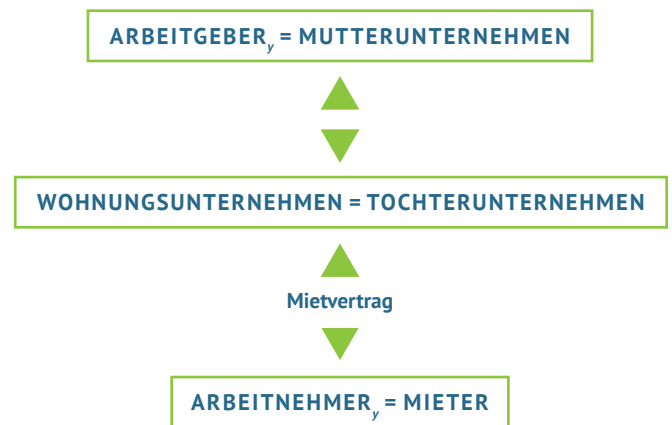 ARBEITGEBERy = MUTTERUNTERNEHMEN
WOHNUNGSUNTERNEHMEN = TOCHTERUNTERNEHMEN
Mietvertrag
ARBEITNEHMERy = MIETER